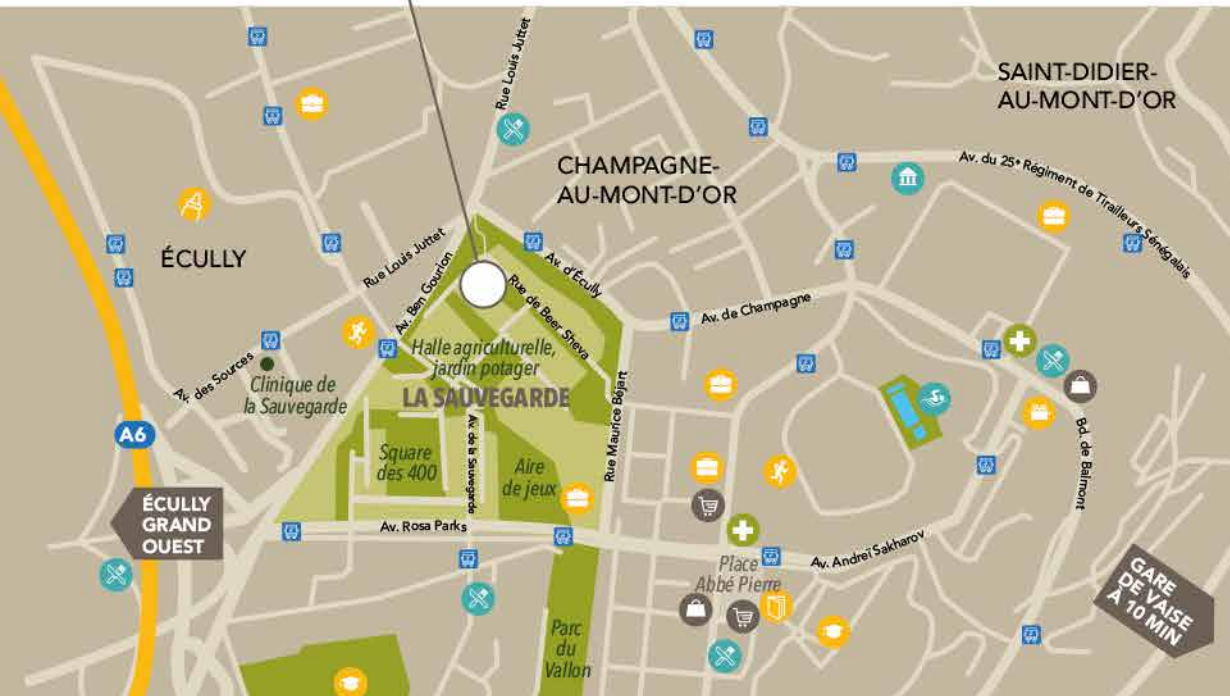 Rue Louis Juttet
SAINT-DIDIER-
AU-MONT-D'OR
CHAMPAGNE-
AU-MONT-D'OR
Av. du 25e Régiment de Tirailleurs Sénégalais
ÉCULLY
Rue Louis Juttet
Av. Ben Gourion
Av. d'Écully
Rue de Beer Sheva
Av. de Champagne
Halle agriculturelle,
jardin potager
LA SAUVEGARDE
Av. des Sources
Clinique de
la Sauvegarde
Rue Maurice Béjart
Av. de la Sauvegarde
Square
des 400
Aire
de jeux
Bd. de Balmont
A6
ÉCULLY
GRAND
OUEST
Av. Rosa Parks
Av. Andreï Sakharov
Place
Abbé Pierre
GARE
DE VAISE
À 10 MIN
Parc
du
Vallon